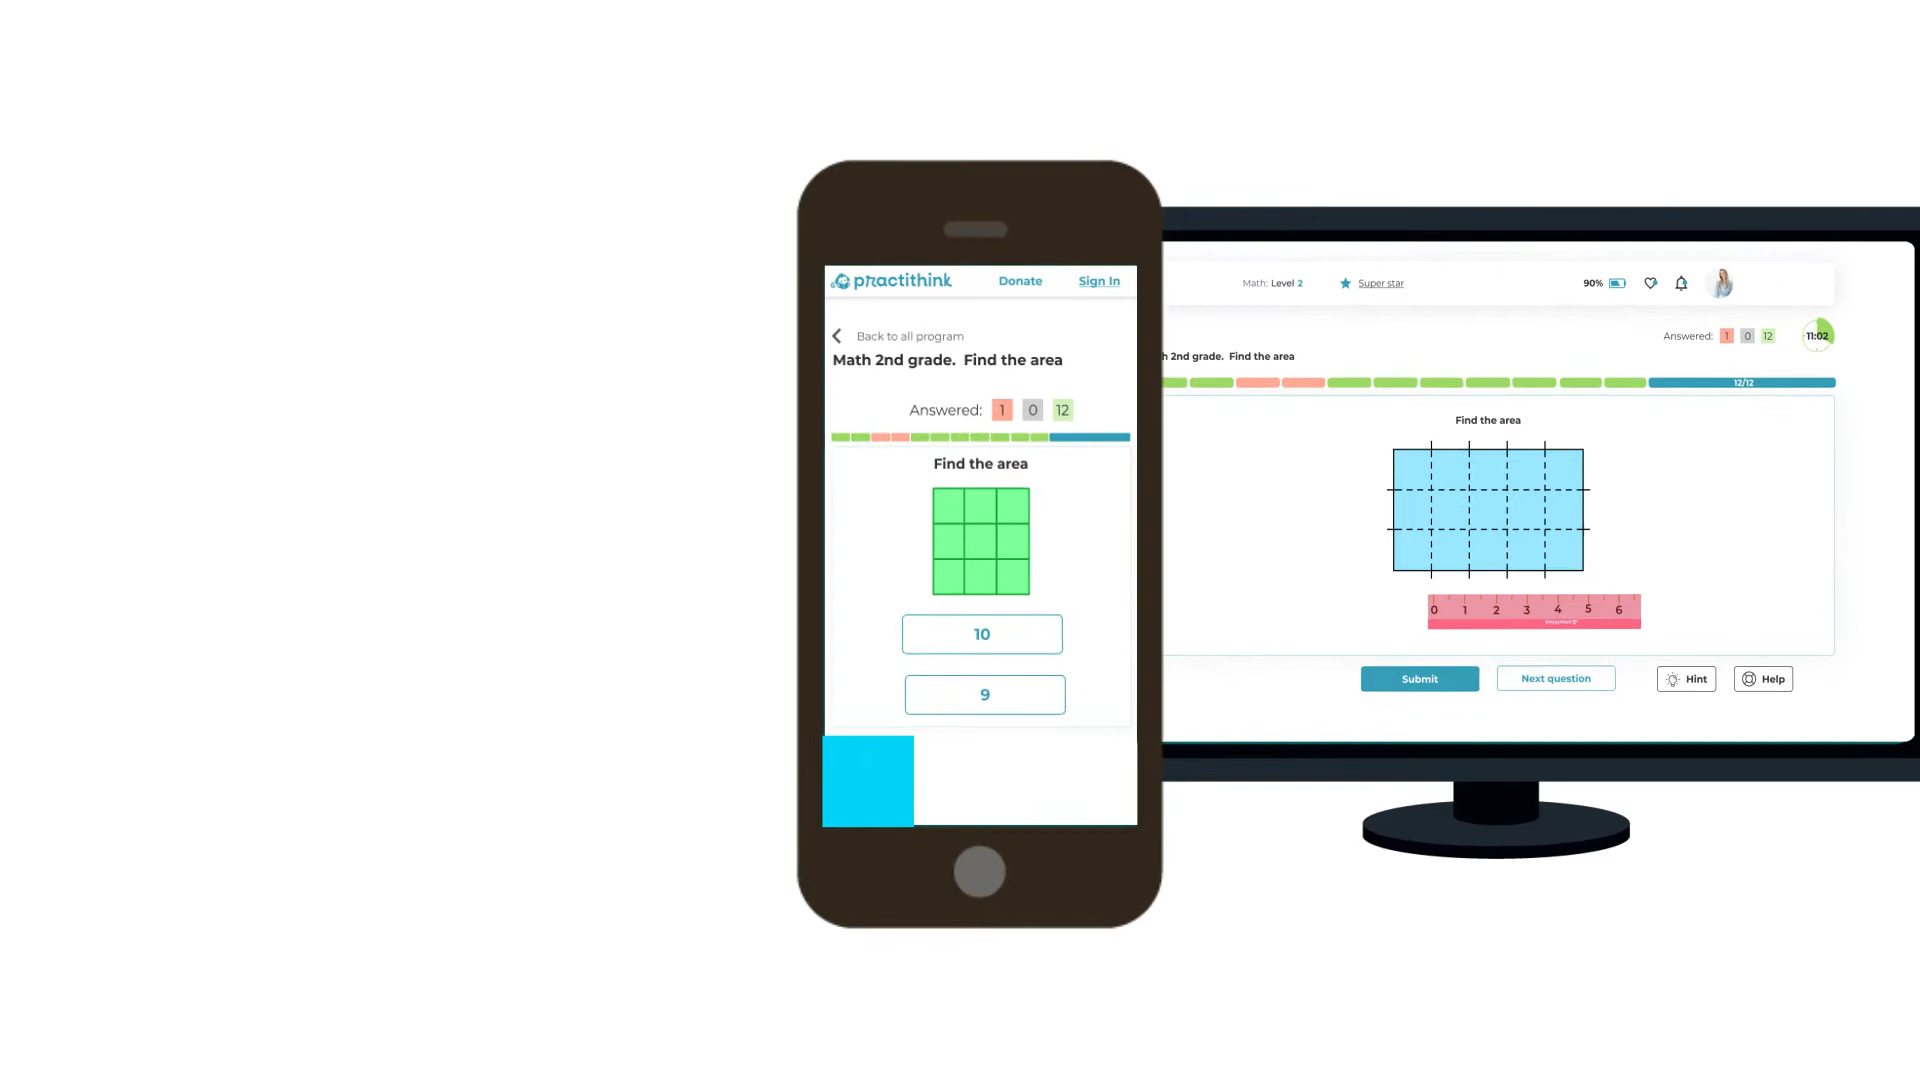 practithink Donate Sign In
Back to all program
Math 2nd grade. Find the area
Answered: 1 0 12
Find the area
10
9
Math: Level 2 Super star 90%
Answered: 1 0 12 11:02
h 2nd grade. Find the area
12/12
Find the area
0 1 2 3 4 5 6
Submit Next question Hint Help